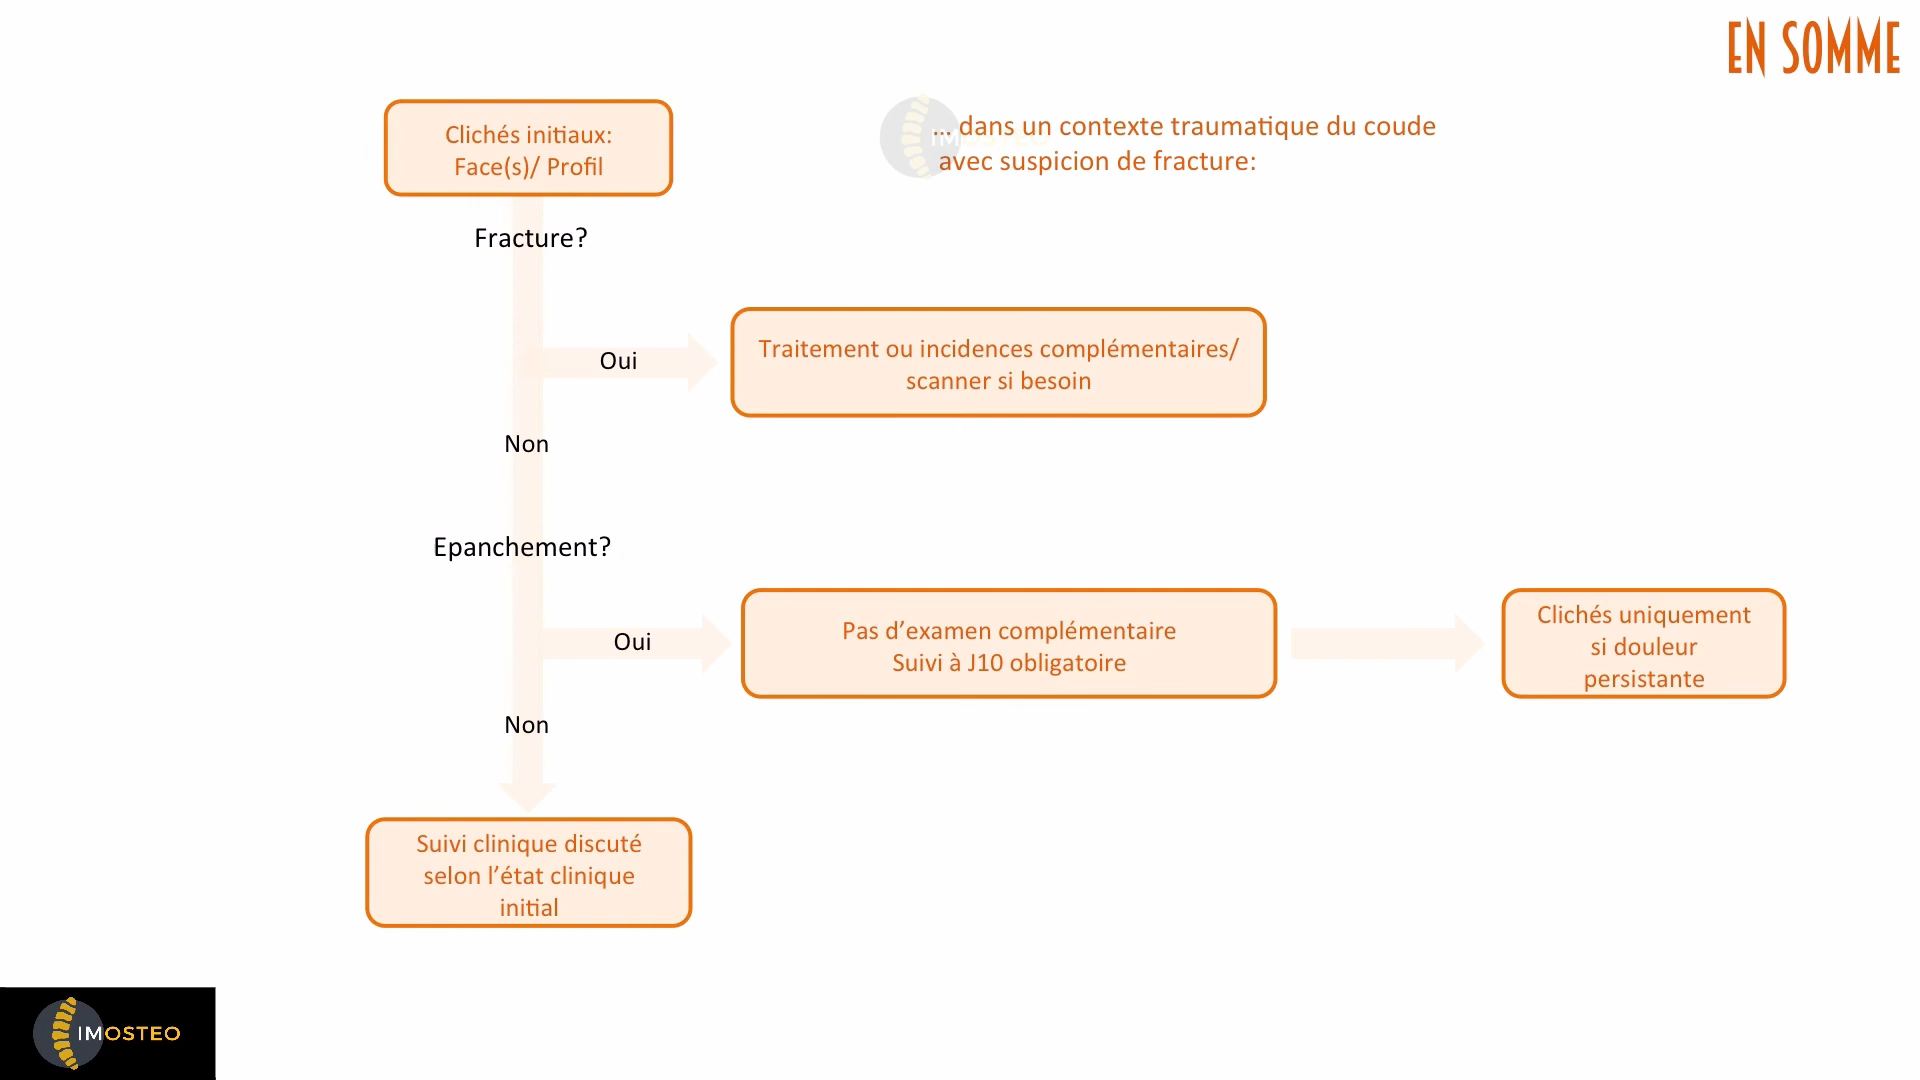 EN SOMME
Clichés initiaux:
Face(s)/ Profil
... dans un contexte traumatique du coude
avec suspicion de fracture:
IMOSTEO
Fracture?
Oui
Traitement ou incidences complémentaires/
scanner si besoin
Non
Epanchement?
Oui
Pas d’examen complémentaire
Suivi à J10 obligatoire
Clichés uniquement
si douleur
persistante
Non
Suivi clinique discuté
selon l’état clinique
initial
IMOSTEO